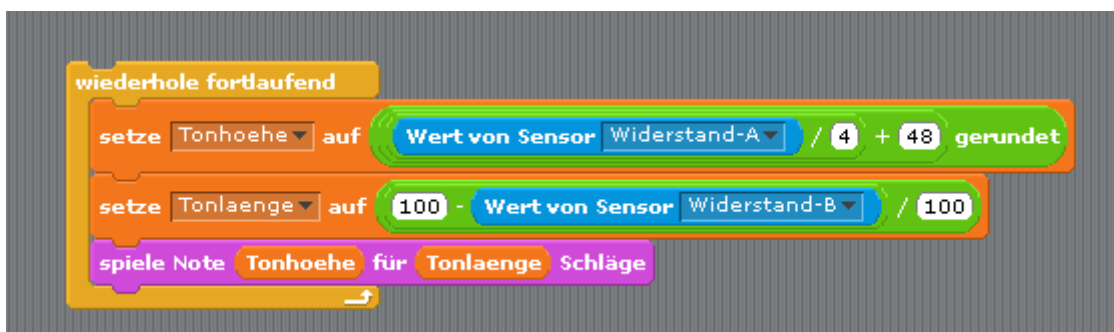 wiederhole fortlaufend
setze Tonhoehe auf Wert von Sensor Widerstand-A / 4 + 48 gerundet
setze Tonlaenge auf 100 - Wert von Sensor Widerstand-B / 100
spiele Note Tonhoehe für Tonlaenge Schläge